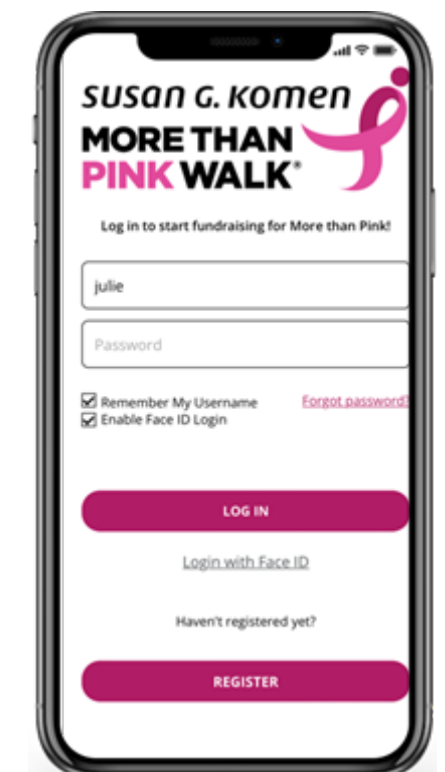 SUSAN G. KOMEN
MORE THAN
PINK WALK®
Log in to start fundraising for More than Pink!
julie
Password
Remember My Username Forgot password?
Enable Face ID Login
LOG IN
Login with Face ID
Haven't registered yet?
REGISTER